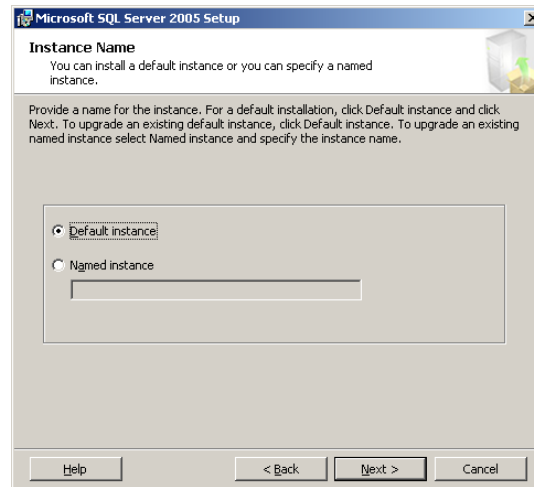 Microsoft SQL Server 2005 Setup
Instance Name
You can install a default instance or you can specify a named
instance.
Provide a name for the instance. For a default installation, click Default instance and click
Next. To upgrade an existing default instance, click Default instance. To upgrade an existing
named instance select Named instance and specify the instance name.
Default instance
Named instance
Help
< Back
Next >
Cancel